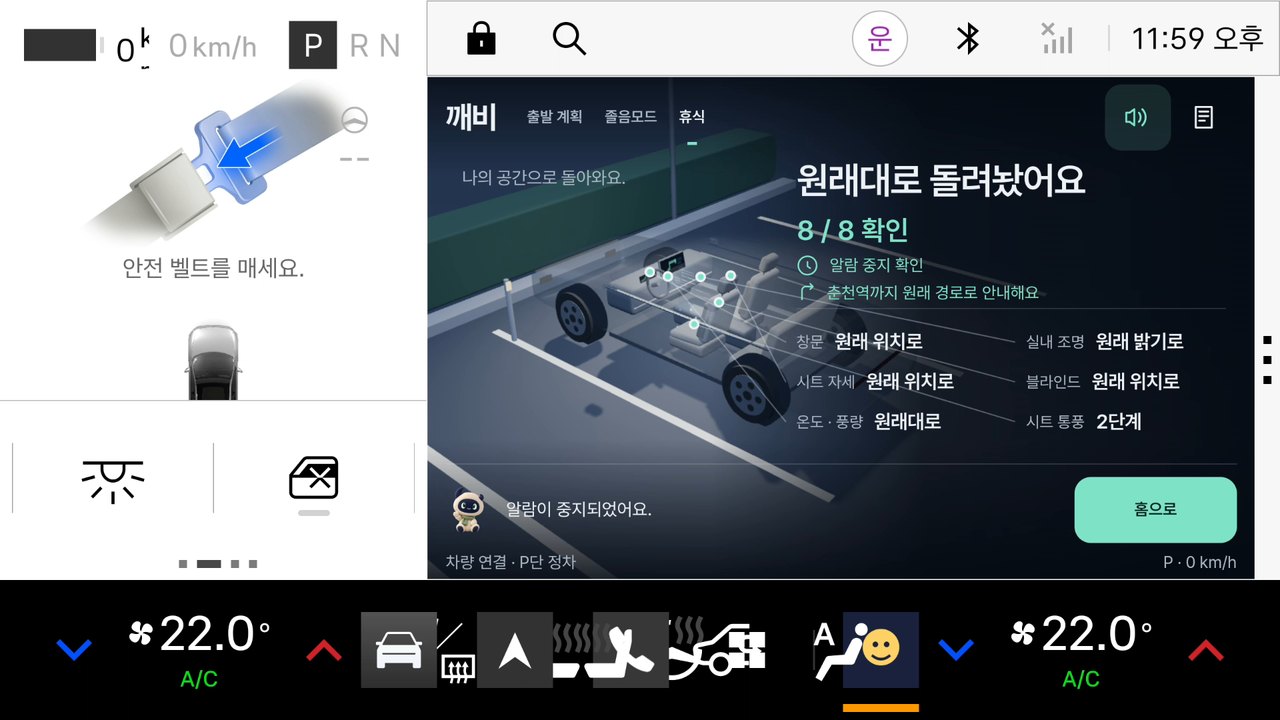 0 km/h
P R N
운
11:59 오후
안전 벨트를 매세요.
깨비
출발 계획
졸음모드
휴식
나의 공간으로 돌아와요.
원래대로 돌려놨어요
8 / 8 확인
알람 중지 확인
춘천역까지 원래 경로로 안내해요
창문 원래 위치로
실내 조명 원래 밝기로
시트 자세 원래 위치로
블라인드 원래 위치로
온도 · 풍량 원래대로
시트 통풍 2단계
알람이 중지되었어요.
홈으로
차량 연결 · P단 정차
P · 0 km/h
22.0°
A/C
A
22.0°
A/C